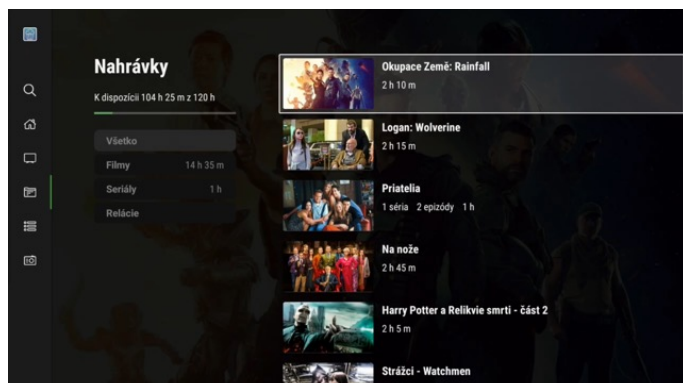 Nahrávky
K dispozícii 104 h 25 m z 120 h
Všetko
Filmy 14 h 35 m
Seriály 1 h
Relácie
Okupace Země: Rainfall
2 h 10 m
Logan: Wolverine
2 h 15 m
Priatelia
1 séria 2 epizódy 1 h
Na nože
2 h 45 m
Harry Potter a Relikvie smrti - část 2
2 h 5 m
Strážci - Watchmen